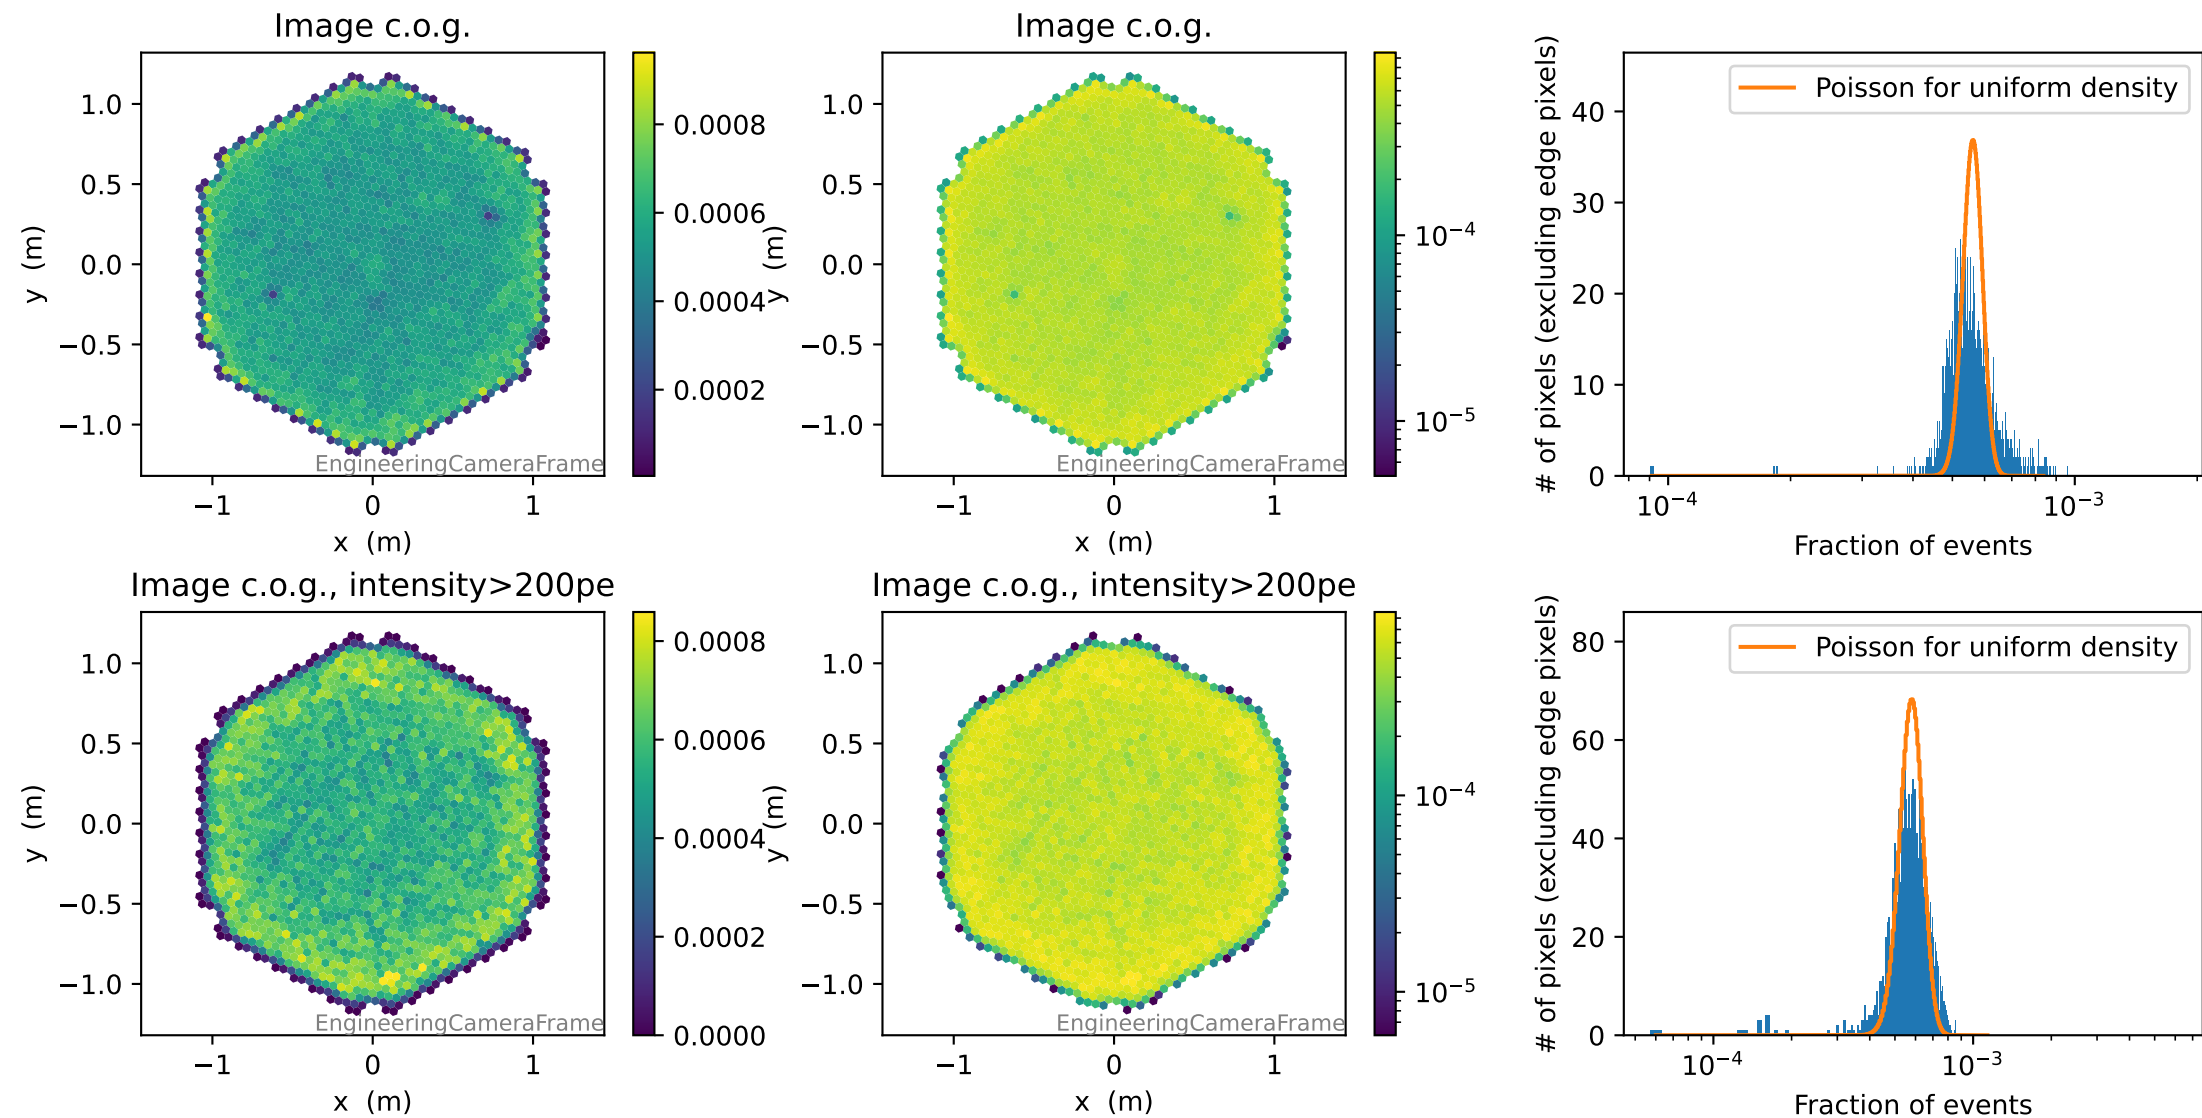 Image c.o.g.
1.0
0.5
0.0
−0.5
−1.0
y (m)
−1
0
1
x (m)
EngineeringCameraFrame
0.0008
0.0006
0.0004
0.0002
Image c.o.g.
1.0
0.5
0.0
−0.5
−1.0
y (m)
−1
0
1
x (m)
EngineeringCameraFrame
10⁻⁴
10⁻⁵
# of pixels (excluding edge pixels)
40
30
20
10
0
Poisson for uniform density
10⁻⁴
10⁻³
Fraction of events
Image c.o.g., intensity>200pe
1.0
0.5
0.0
−0.5
−1.0
y (m)
−1
0
1
x (m)
EngineeringCameraFrame
0.0008
0.0006
0.0004
0.0002
0.0000
Image c.o.g., intensity>200pe
1.0
0.5
0.0
−0.5
−1.0
y (m)
−1
0
1
x (m)
EngineeringCameraFrame
10⁻⁴
10⁻⁵
# of pixels (excluding edge pixels)
80
60
40
20
0
Poisson for uniform density
10⁻⁴
10⁻³
Fraction of events